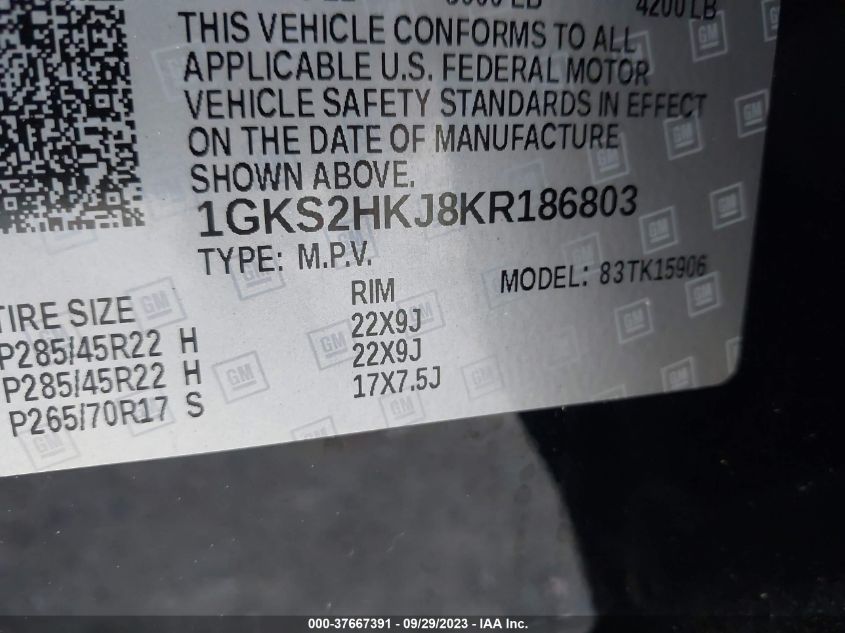 4200 LB
THIS VEHICLE CONFORMS TO ALL
APPLICABLE U.S. FEDERAL MOTOR
VEHICLE SAFETY STANDARDS IN EFFECT
ON THE DATE OF MANUFACTURE
SHOWN ABOVE.
1GKS2HKJ8KR186803
TYPE: M.P.V.
MODEL: 83TK15906
TIRE SIZE RIM
P285/45R22 H 22X9J
P285/45R22 H 22X9J
P265/70R17 S 17X7.5J
000-37667391 - 09/29/2023 - IAA Inc.